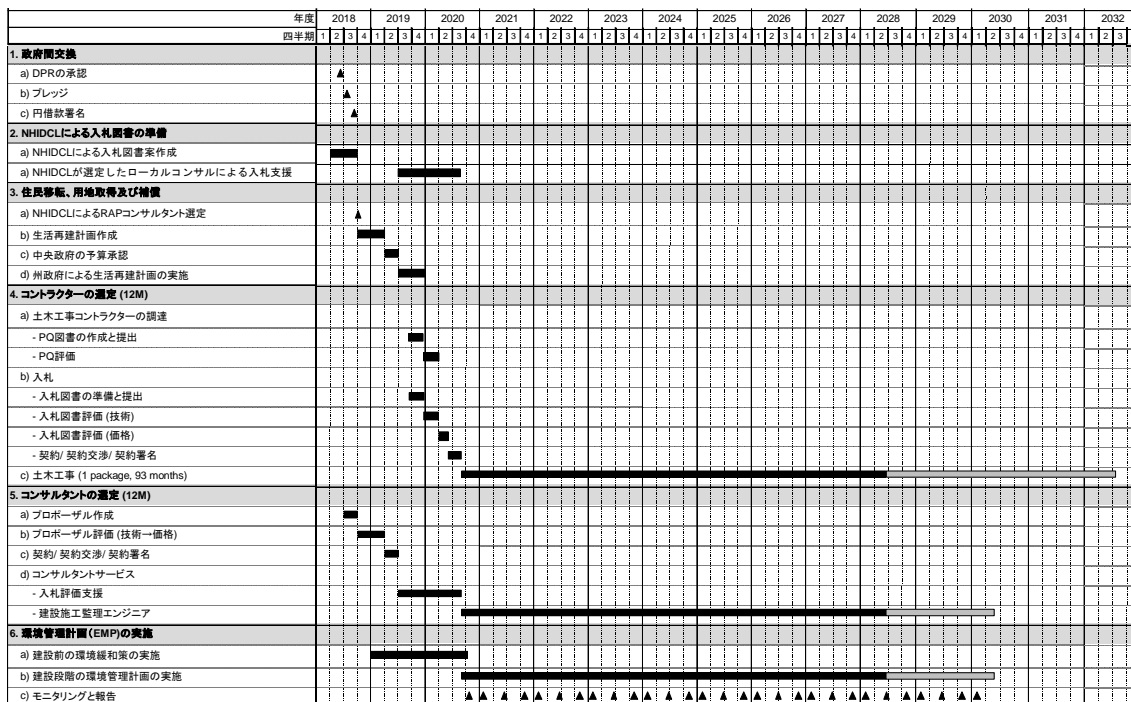 年度 2018 2019 2020 2021 2022 2023 2024 2025 2026 2027 2028 2029 2030 2031 2032
四半期 1 2 3 4 1 2 3 4 1 2 3 4 1 2 3 4 1 2 3 4 1 2 3 4 1 2 3 4 1 2 3 4 1 2 3 4 1 2 3 4 1 2 3 4 1 2 3 4 1 2 3 4 1 2 3 4 1 2 3
1. 政府間交換
a) DPRの承認
b) プレッジ
c) 円借款署名
2. NHIDCLによる入札図書の準備
a) NHIDCLによる入札図書案作成
a) NHIDCLが選定したローカルコンサルによる入札支援
3. 住民移転、用地取得及び補償
a) NHIDCLによるRAPコンサルタント選定
b) 生活再建計画作成
c) 中央政府の予算承認
d) 州政府による生活再建計画の実施
4. コントラクターの選定 (12M)
a) 土木工事コントラクターの調達
- PQ図書の作成と提出
- PQ評価
b) 入札
- 入札図書の準備と提出
- 入札図書評価 (技術)
- 入札図書評価 (価格)
- 契約/ 契約交渉/ 契約署名
c) 土木工事 (1 package, 93 months)
5. コンサルタントの選定 (12M)
a) プロポーザル作成
b) プロポーザル評価 (技術→価格)
c) 契約/ 契約交渉/ 契約署名
d) コンサルタントサービス
- 入札評価支援
- 建設施工監理エンジニア
6. 環境管理計画(EMP)の実施
a) 建設前の環境緩和策の実施
b) 建設段階の環境管理計画の実施
c) モニタリングと報告